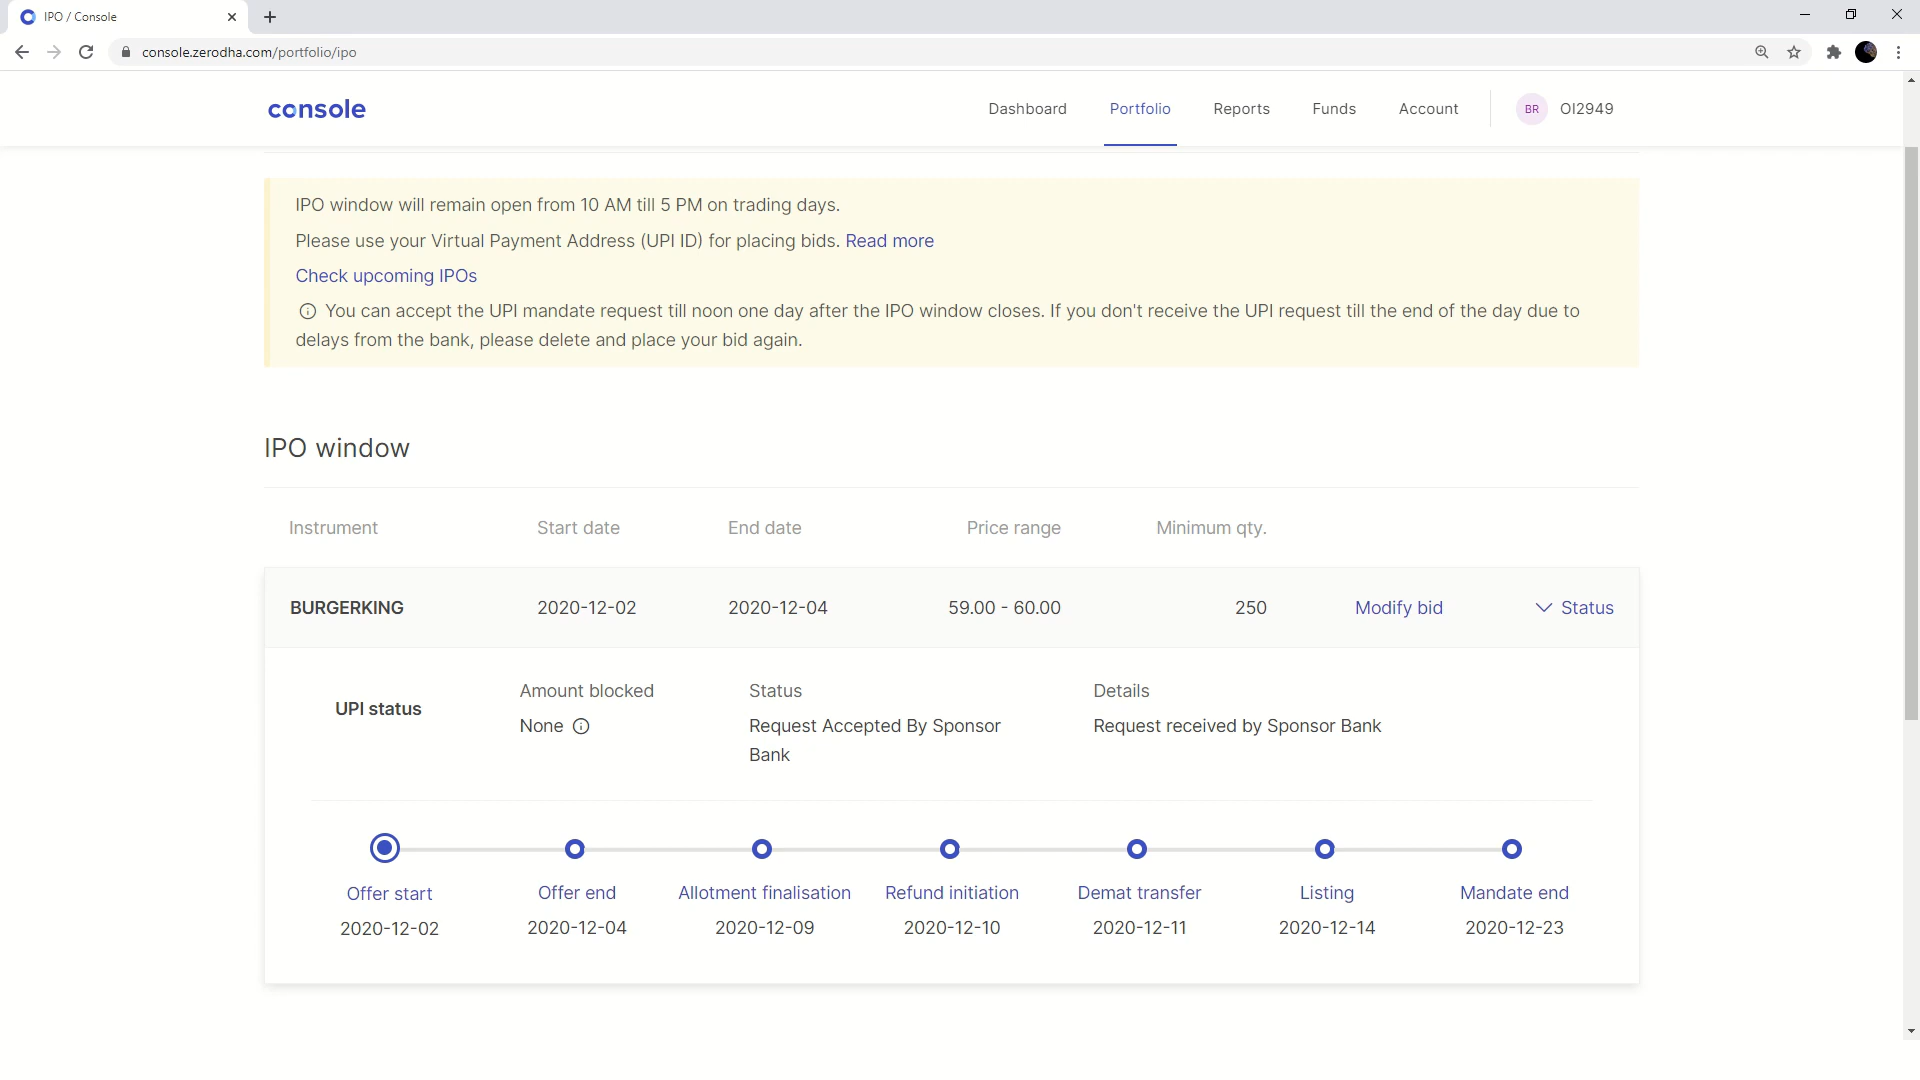 IPO / Console
console.zerodha.com/portfolio/ipo
console
Dashboard Portfolio Reports Funds Account BR OI2949
IPO window will remain open from 10 AM till 5 PM on trading days.
Please use your Virtual Payment Address (UPI ID) for placing bids. Read more
Check upcoming IPOs
You can accept the UPI mandate request till noon one day after the IPO window closes. If you don't receive the UPI request till the end of the day due to
delays from the bank, please delete and place your bid again.
IPO window
Instrument Start date End date Price range Minimum qty.
BURGERKING 2020-12-02 2020-12-04 59.00 - 60.00 250 Modify bid Status
UPI status
Amount blocked Status Details
None Request Accepted By Sponsor Request received by Sponsor Bank
Bank
Offer start Offer end Allotment finalisation Refund initiation Demat transfer Listing Mandate end
2020-12-02 2020-12-04 2020-12-09 2020-12-10 2020-12-11 2020-12-14 2020-12-23